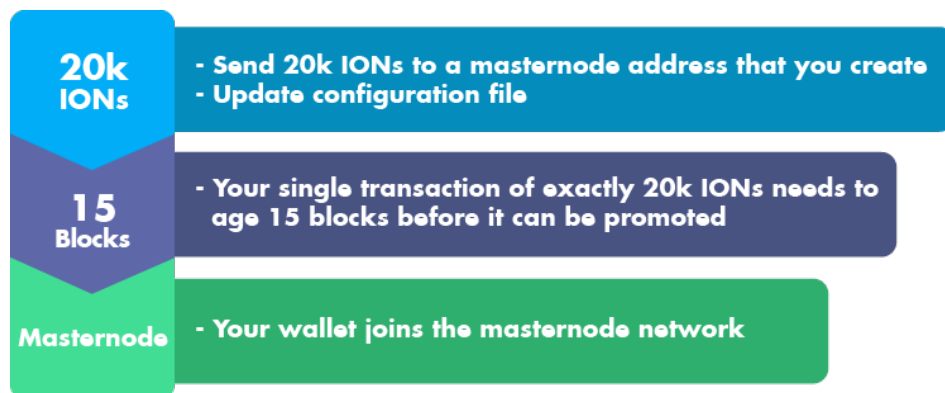 20k
IONs
- Send 20k IONs to a masternode address that you create
- Update configuration file
15
Blocks
- Your single transaction of exactly 20k IONs needs to
age 15 blocks before it can be promoted
Masternode
- Your wallet joins the masternode network